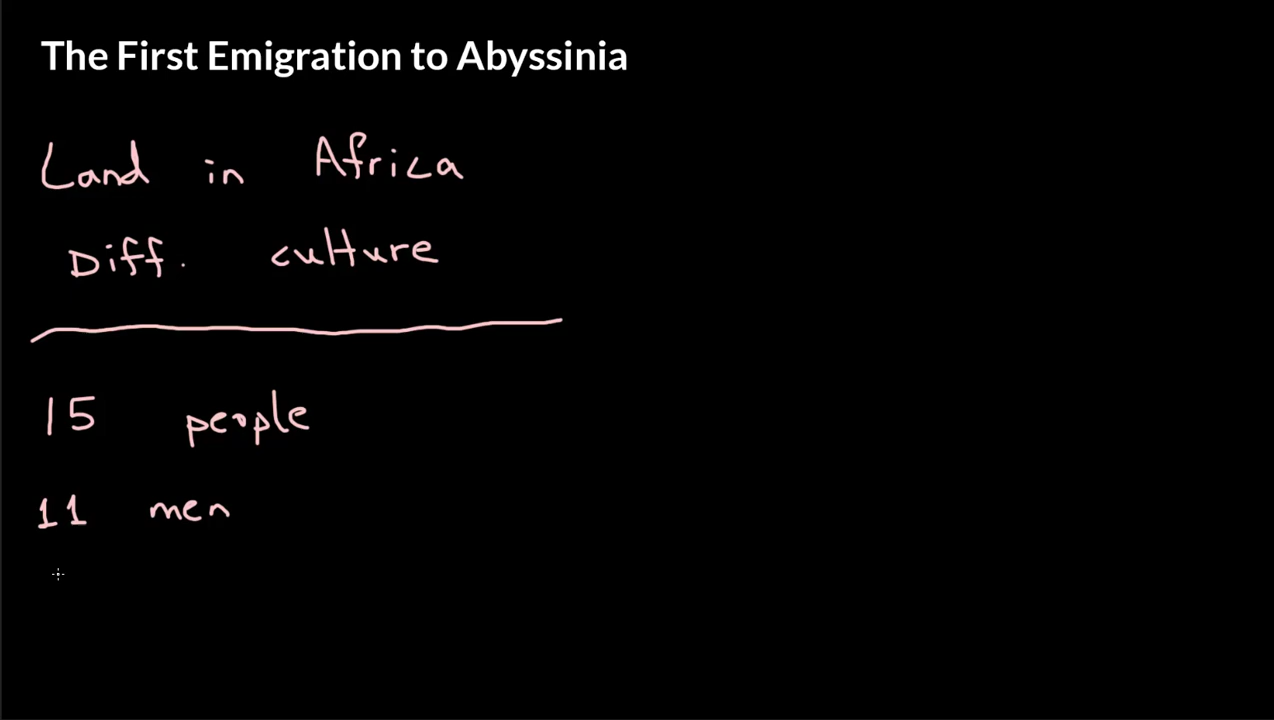 The First Emigration to Abyssinia
Land in Africa
Diff. culture
15 people
11 men